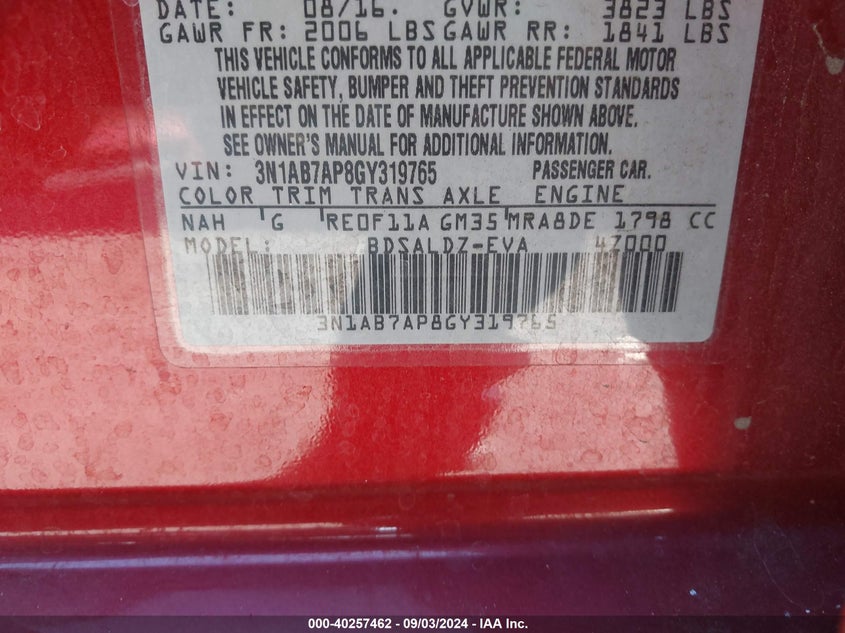 DATE: 08/16. GVWR: 3823 LBS
GAWR FR: 2006 LBS GAWR RR: 1841 LBS
THIS VEHICLE CONFORMS TO ALL APPLICABLE FEDERAL MOTOR
VEHICLE SAFETY, BUMPER AND THEFT PREVENTION STANDARDS
IN EFFECT ON THE DATE OF MANUFACTURE SHOWN ABOVE.
SEE OWNER'S MANUAL FOR ADDITIONAL INFORMATION.
VIN: 3N1AB7AP8GY319765 PASSENGER CAR.
COLOR TRIM TRANS AXLE ENGINE
NAH G RE0F11A GM35 MRA8DE 1798 CC
MODEL: BDSALDZ-EVA 47000
3N1AB7AP8GY319765
000-40257462 - 09/03/2024 - IAA Inc.